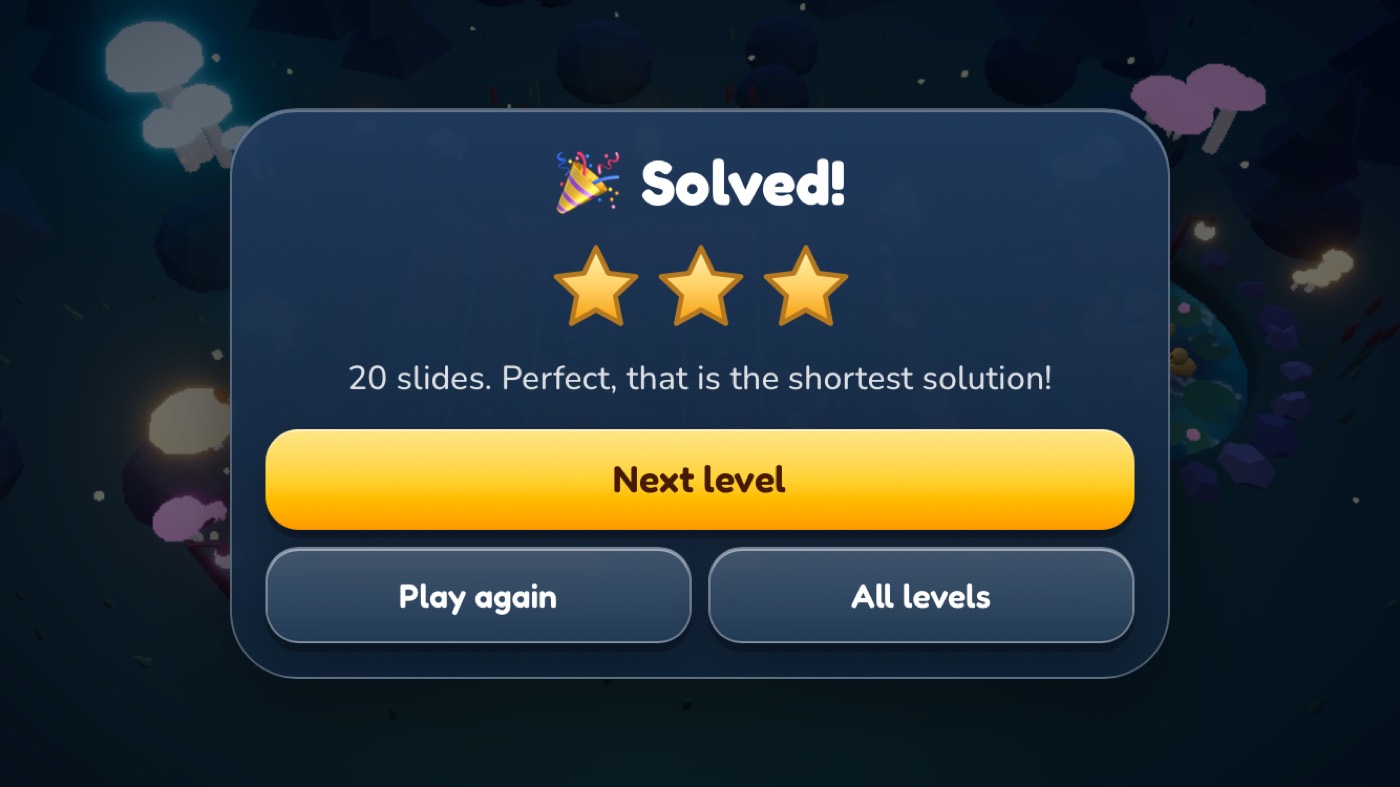 Solved!
20 slides. Perfect, that is the shortest solution!
Next level
Play again
All levels